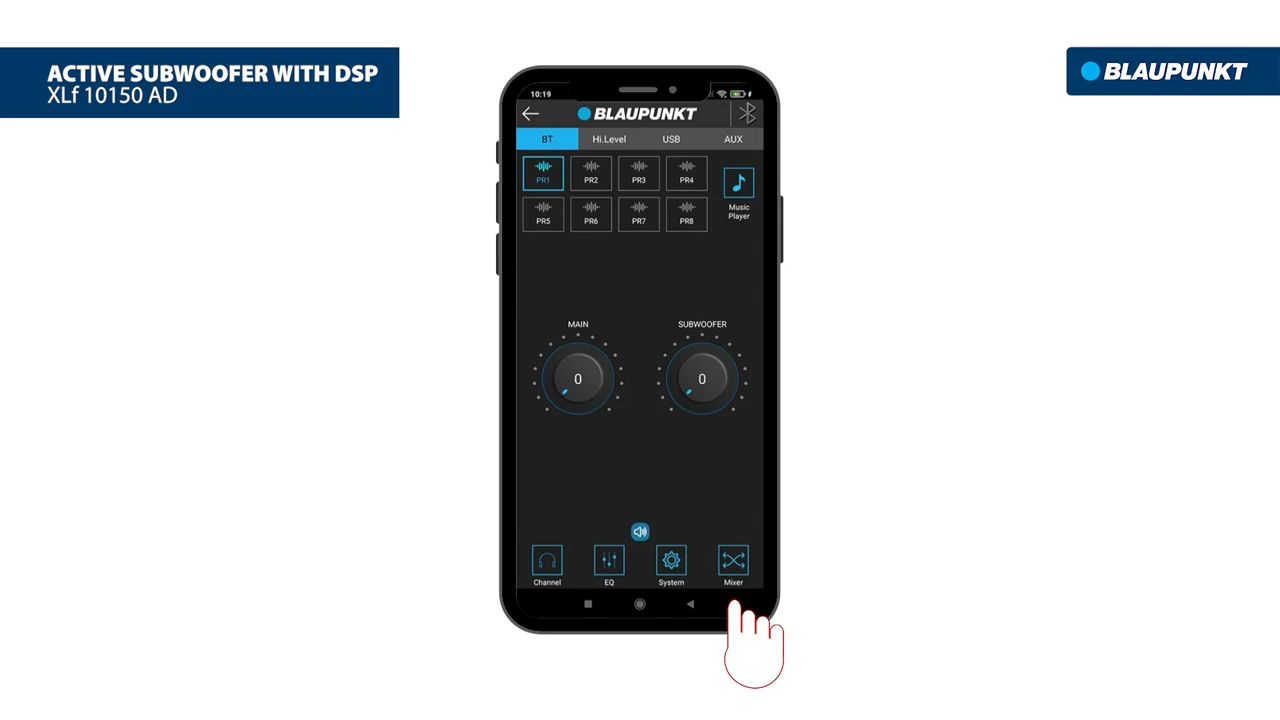 ACTIVE SUBWOOFER WITH DSP
XLf 10150 AD
BLAUPUNKT
10:19
BLAUPUNKT
BT Hi.Level USB AUX
PR1 PR2 PR3 PR4
Music
Player
PR5 PR6 PR7 PR8
MAIN SUBWOOFER
0 0
Channel EQ System Mixer